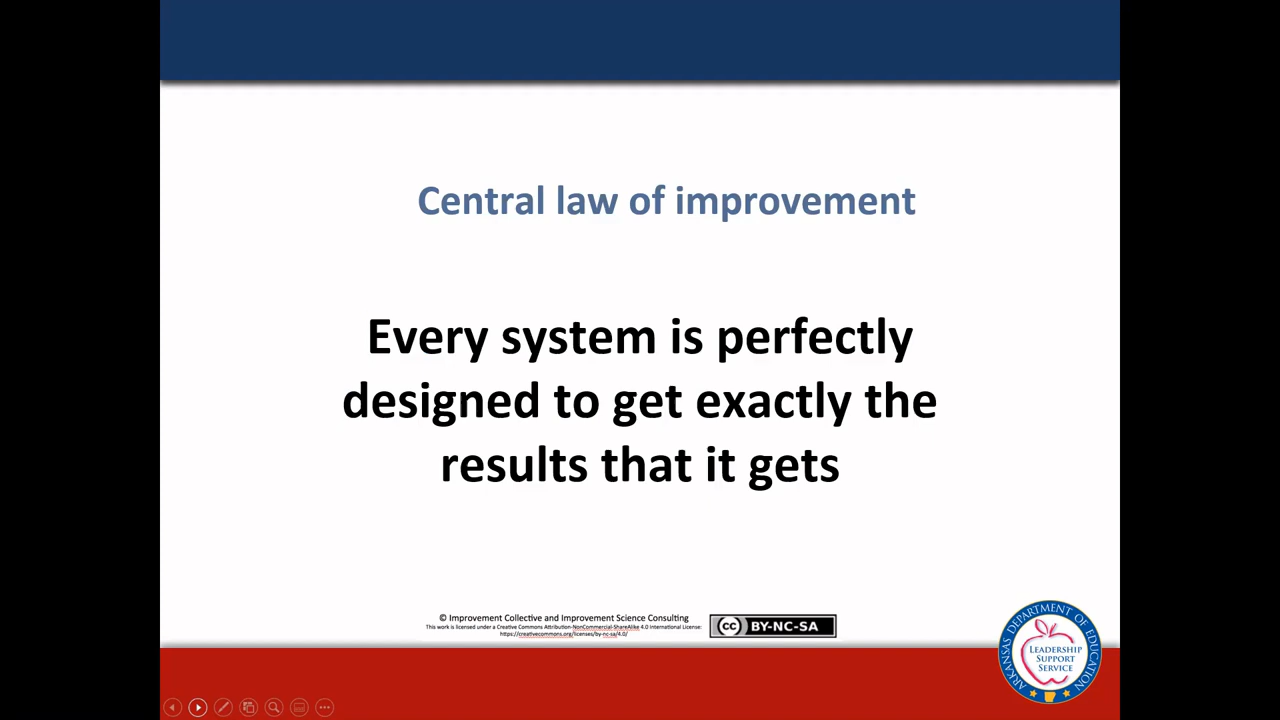 Central law of improvement
Every system is perfectly
designed to get exactly the
results that it gets
© Improvement Collective and Improvement Science Consulting
This work is licensed under a Creative Commons Attribution-NonCommercial-ShareAlike 4.0 International License:
https://creativecommons.org/licenses/by-nc-sa/4.0/
cc BY-NC-SA
ARKANSAS DEPARTMENT OF EDUCATION
LEADERSHIP
SUPPORT
SERVICE